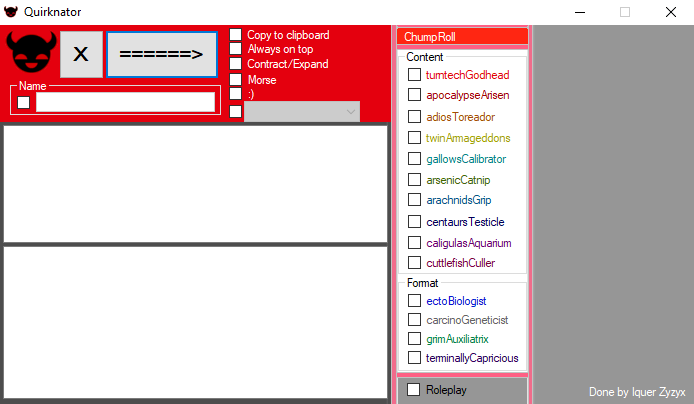 Quirknator
X
======>
Name
Copy to clipboard
Always on top
Contract/Expand
Morse
:)
ChumpRoll
Content
turntechGodhead
apocalypseArisen
adiosToreador
twinArmageddons
gallowsCalibrator
arsenicCatnip
arachnidsGrip
centaursTesticle
caligulasAquarium
cuttlefishCuller
Format
ectoBiologist
carcinoGeneticist
grimAuxiliatrix
terminallyCapricious
Roleplay
Done by Iquer Zyzyx